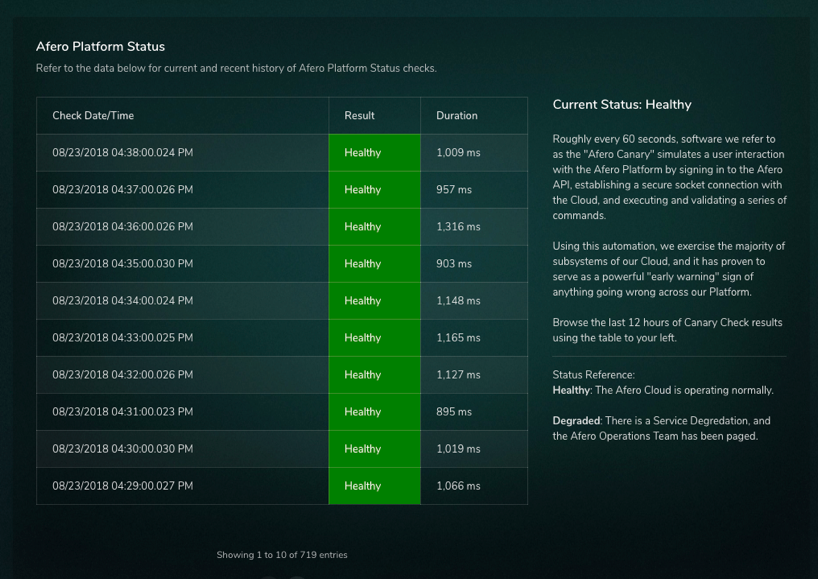 Afero Platform Status
Refer to the data below for current and recent history of Afero Platform Status checks.
Check Date/Time Result Duration
08/23/2018 04:38:00.024 PM Healthy 1,009 ms
08/23/2018 04:37:00.026 PM Healthy 957 ms
08/23/2018 04:36:00.026 PM Healthy 1,316 ms
08/23/2018 04:35:00.030 PM Healthy 903 ms
08/23/2018 04:34:00.024 PM Healthy 1,148 ms
08/23/2018 04:33:00.025 PM Healthy 1,165 ms
08/23/2018 04:32:00.026 PM Healthy 1,127 ms
08/23/2018 04:31:00.023 PM Healthy 895 ms
08/23/2018 04:30:00.030 PM Healthy 1,019 ms
08/23/2018 04:29:00.027 PM Healthy 1,066 ms
Showing 1 to 10 of 719 entries
Current Status: Healthy
Roughly every 60 seconds, software we refer to
as the "Afero Canary" simulates a user interaction
with the Afero Platform by signing in to the Afero
API, establishing a secure socket connection with
the Cloud, and executing and validating a series of
commands.
Using this automation, we exercise the majority of
subsystems of our Cloud, and it has proven to
serve as a powerful "early warning" sign of
anything going wrong across our Platform.
Browse the last 12 hours of Canary Check results
using the table to your left.
Status Reference:
Healthy: The Afero Cloud is operating normally.
Degraded: There is a Service Degredation, and
the Afero Operations Team has been paged.